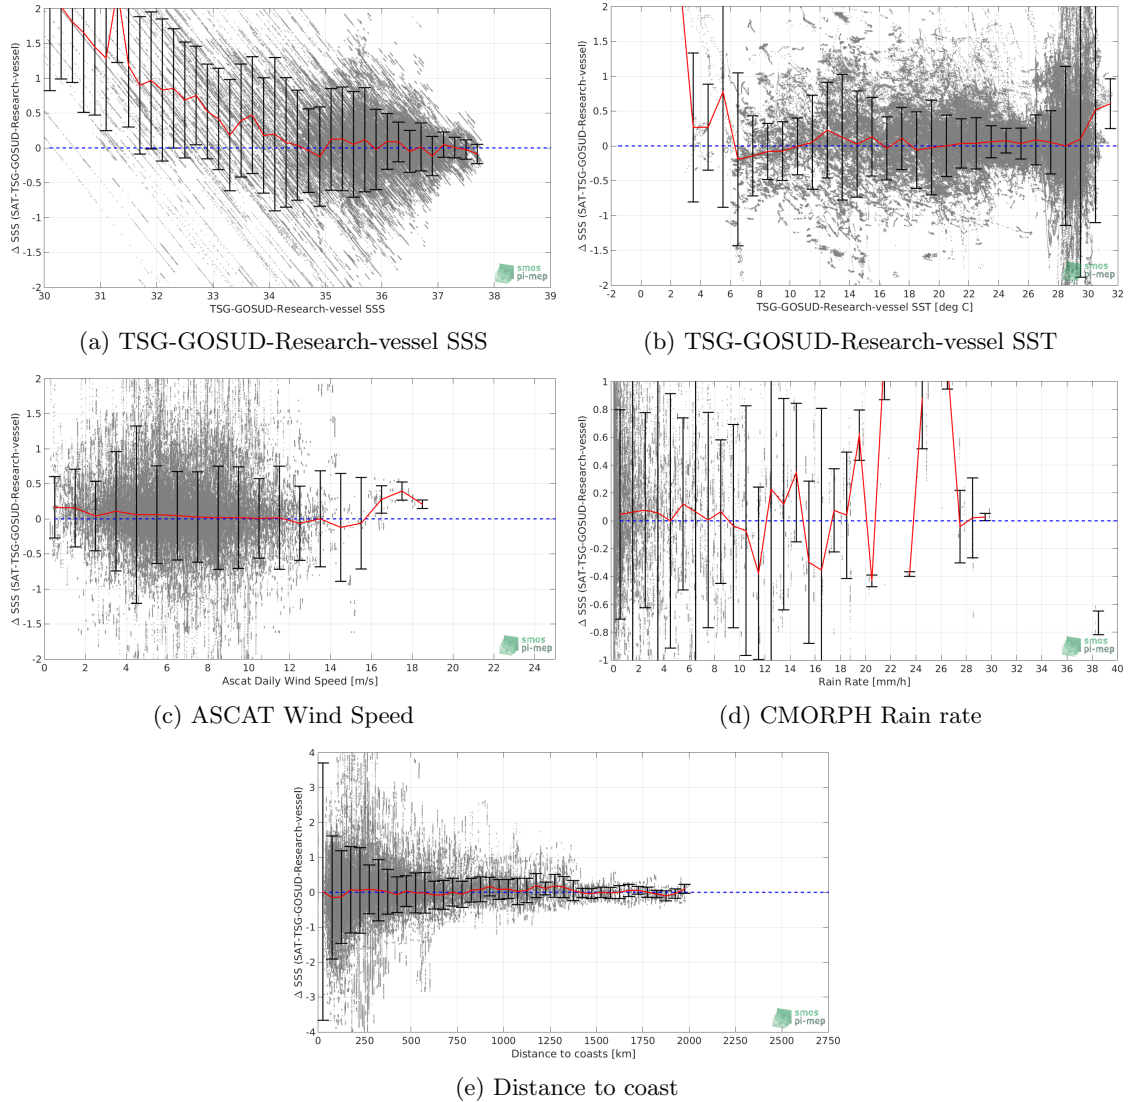 Δ SSS (SAT-TSG-GOSUD-Research-vessel)
2
1.5
1
0.5
0
-0.5
-1
-1.5
-2
30 31 32 33 34 35 36 37 38 39
TSG-GOSUD-Research-vessel SSS
smos
pi-mep
(a) TSG-GOSUD-Research-vessel SSS
Δ SSS (SAT-TSG-GOSUD-Research-vessel)
2
1.5
1
0.5
0
-0.5
-1
-1.5
-2
-2 0 2 4 6 8 10 12 14 16 18 20 22 24 26 28 30 32
TSG-GOSUD-Research-vessel SST [deg C]
smos
pi-mep
(b) TSG-GOSUD-Research-vessel SST
Δ SSS (SAT-TSG-GOSUD-Research-vessel)
2
1.5
1
0.5
0
-0.5
-1
-1.5
-2
0 2 4 6 8 10 12 14 16 18 20 22 24
Ascat Daily Wind Speed [m/s]
smos
pi-mep
(c) ASCAT Wind Speed
Δ SSS (SAT-TSG-GOSUD-Research-vessel)
1
0.8
0.6
0.4
0.2
0
-0.2
-0.4
-0.6
-0.8
-1
0 2 4 6 8 10 12 14 16 18 20 22 24 26 28 30 32 34 36 38 40
Rain Rate [mm/h]
smos
pi-mep
(d) CMORPH Rain rate
Δ SSS (SAT-TSG-GOSUD-Research-vessel)
4
3
2
1
0
-1
-2
-3
-4
0 250 500 750 1000 1250 1500 1750 2000 2250 2500 2750
Distance to coasts [km]
smos
pi-mep
(e) Distance to coast